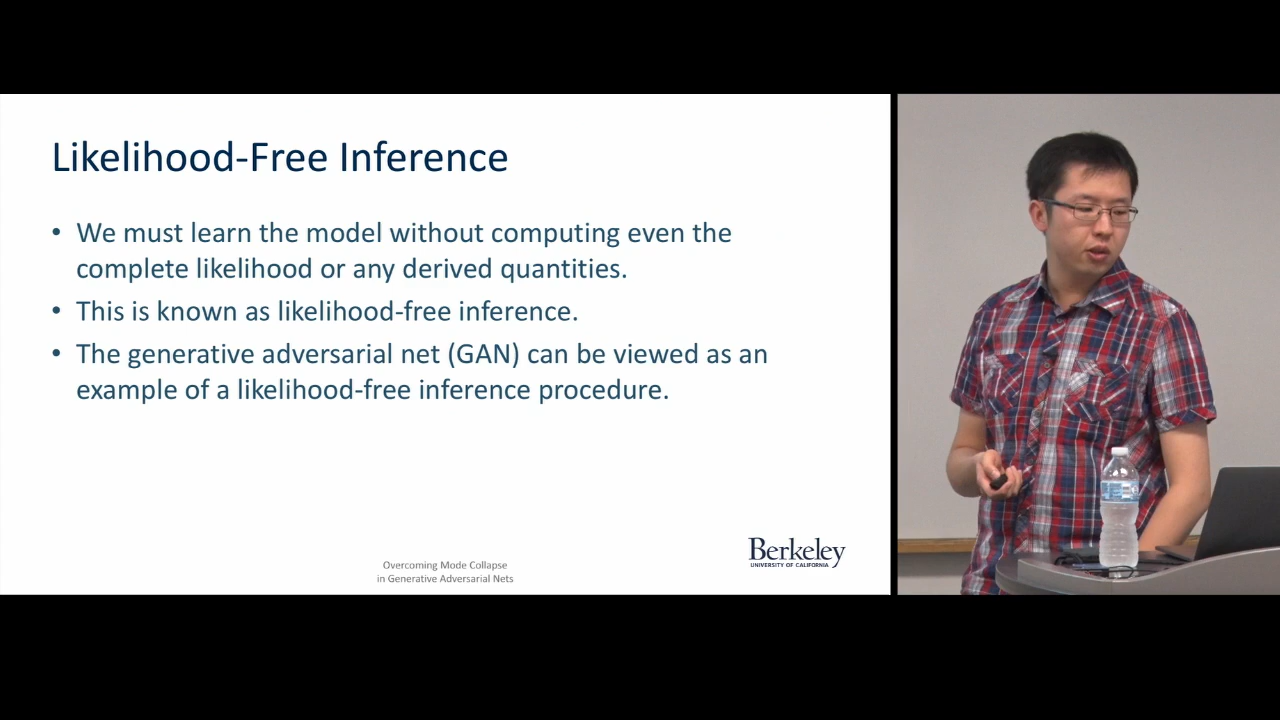 Likelihood-Free Inference
• We must learn the model without computing even the
complete likelihood or any derived quantities.
• This is known as likelihood-free inference.
• The generative adversarial net (GAN) can be viewed as an
example of a likelihood-free inference procedure.
Overcoming Mode Collapse
in Generative Adversarial Nets
Berkeley
UNIVERSITY OF CALIFORNIA